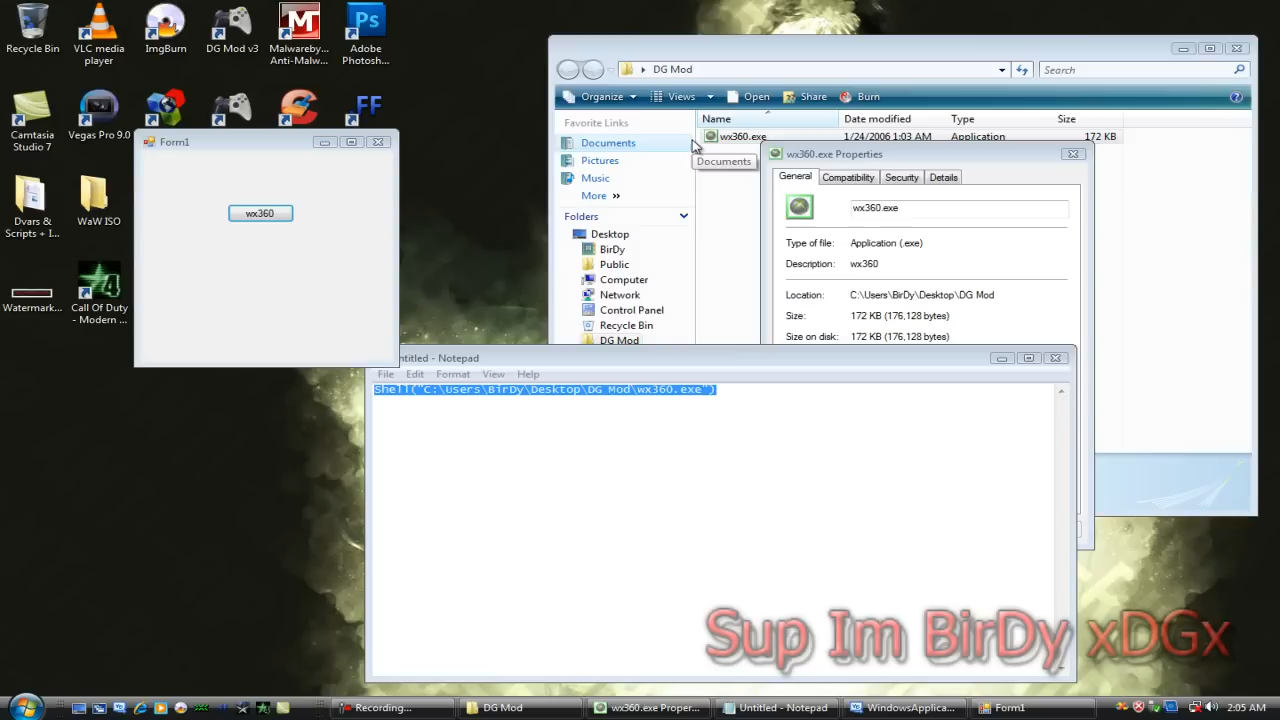 Recycle Bin
VLC media player
ImgBurn
DG Mod v3
Malwareby... Anti-Malw...
Adobe Photosh...
Ps
FF
Camtasia Studio 7
Vegas Pro 9.0
Dvars & Scripts + I...
WaW ISO
Watermark...
Call Of Duty - Modern ...
Form1
wx360
DG Mod
Search
Organize Views Open Share Burn
Favorite Links
Documents
Pictures
Music
More »
Folders
Desktop
BirDy
Public
Computer
Network
Control Panel
Recycle Bin
DG Mod
Name Date modified Type Size
wx360.exe 1/24/2006 1:03 AM Application 172 KB
Documents
wx360.exe Properties
General Compatibility Security Details
wx360.exe
Type of file: Application (.exe)
Description: wx360
Location: C:\Users\BirDy\Desktop\DG Mod
Size: 172 KB (176,128 bytes)
Size on disk: 172 KB (176,128 bytes)
Untitled - Notepad
File Edit Format View Help
Shell("C:\Users\BirDy\Desktop\DG Mod\wx360.exe")
Sup Im BirDy xDGx
Recording... DG Mod wx360.exe Proper... Untitled - Notepad WindowsApplica... Form1 2:05 AM